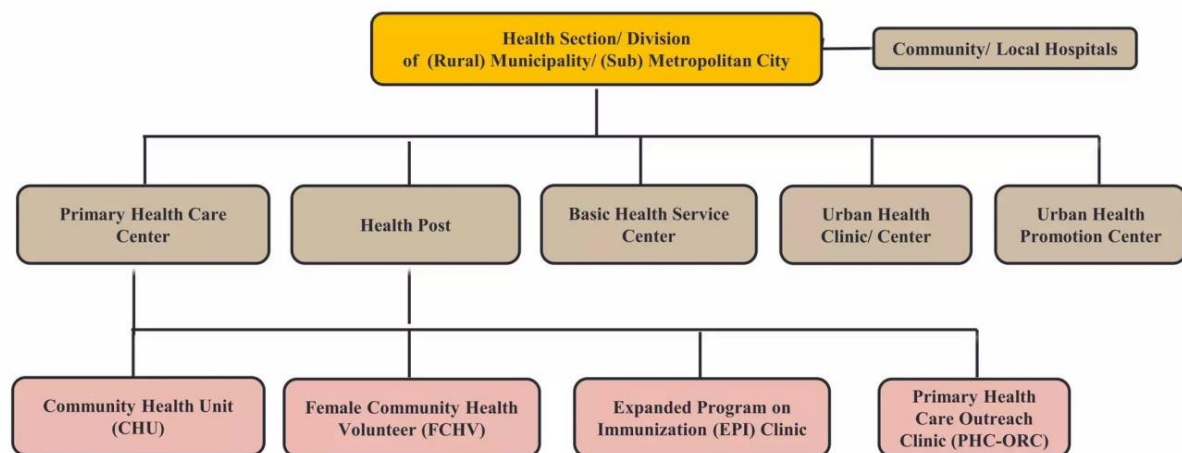 Health Section/ Division
of (Rural) Municipality/ (Sub) Metropolitan City
Community/ Local Hospitals
Primary Health Care
Center
Health Post
Basic Health Service
Center
Urban Health
Clinic/ Center
Urban Health
Promotion Center
Community Health Unit
(CHU)
Female Community Health
Volunteer (FCHV)
Expanded Program on
Immunization (EPI) Clinic
Primary Health
Care Outreach
Clinic (PHC-ORC)